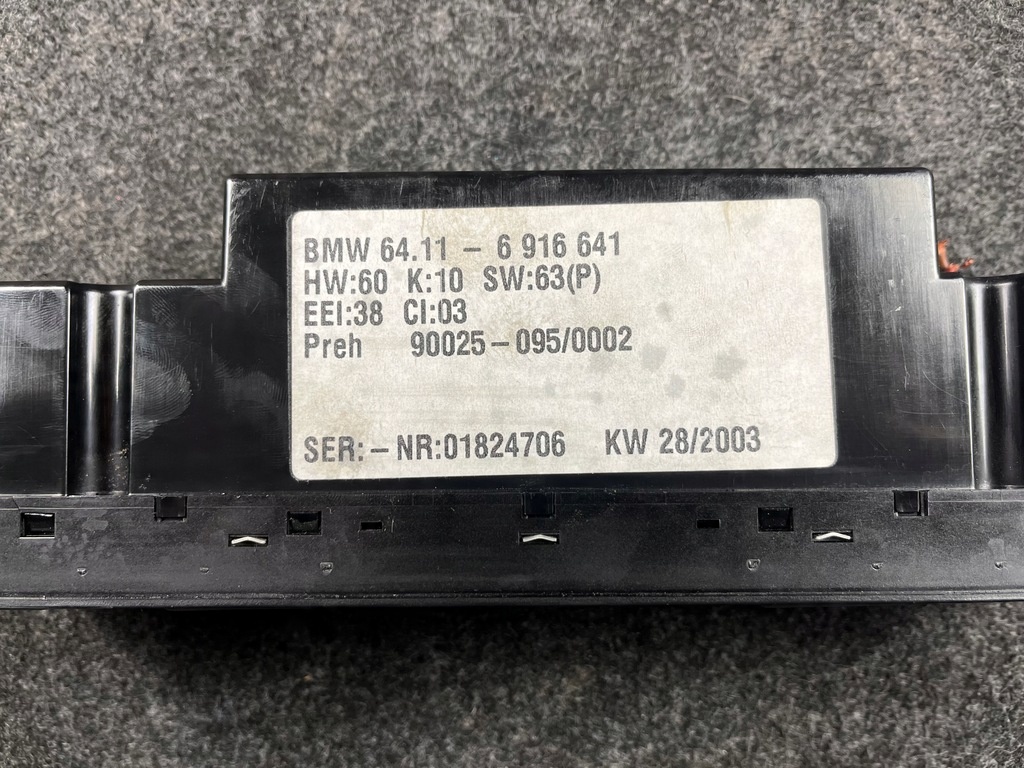 BMW 64.11 - 6 916 641
HW:60 K:10 SW:63(P)
EEI:38 CI:03
Preh 90025-095/0002
SER:-NR:01824706 KW 28/2003